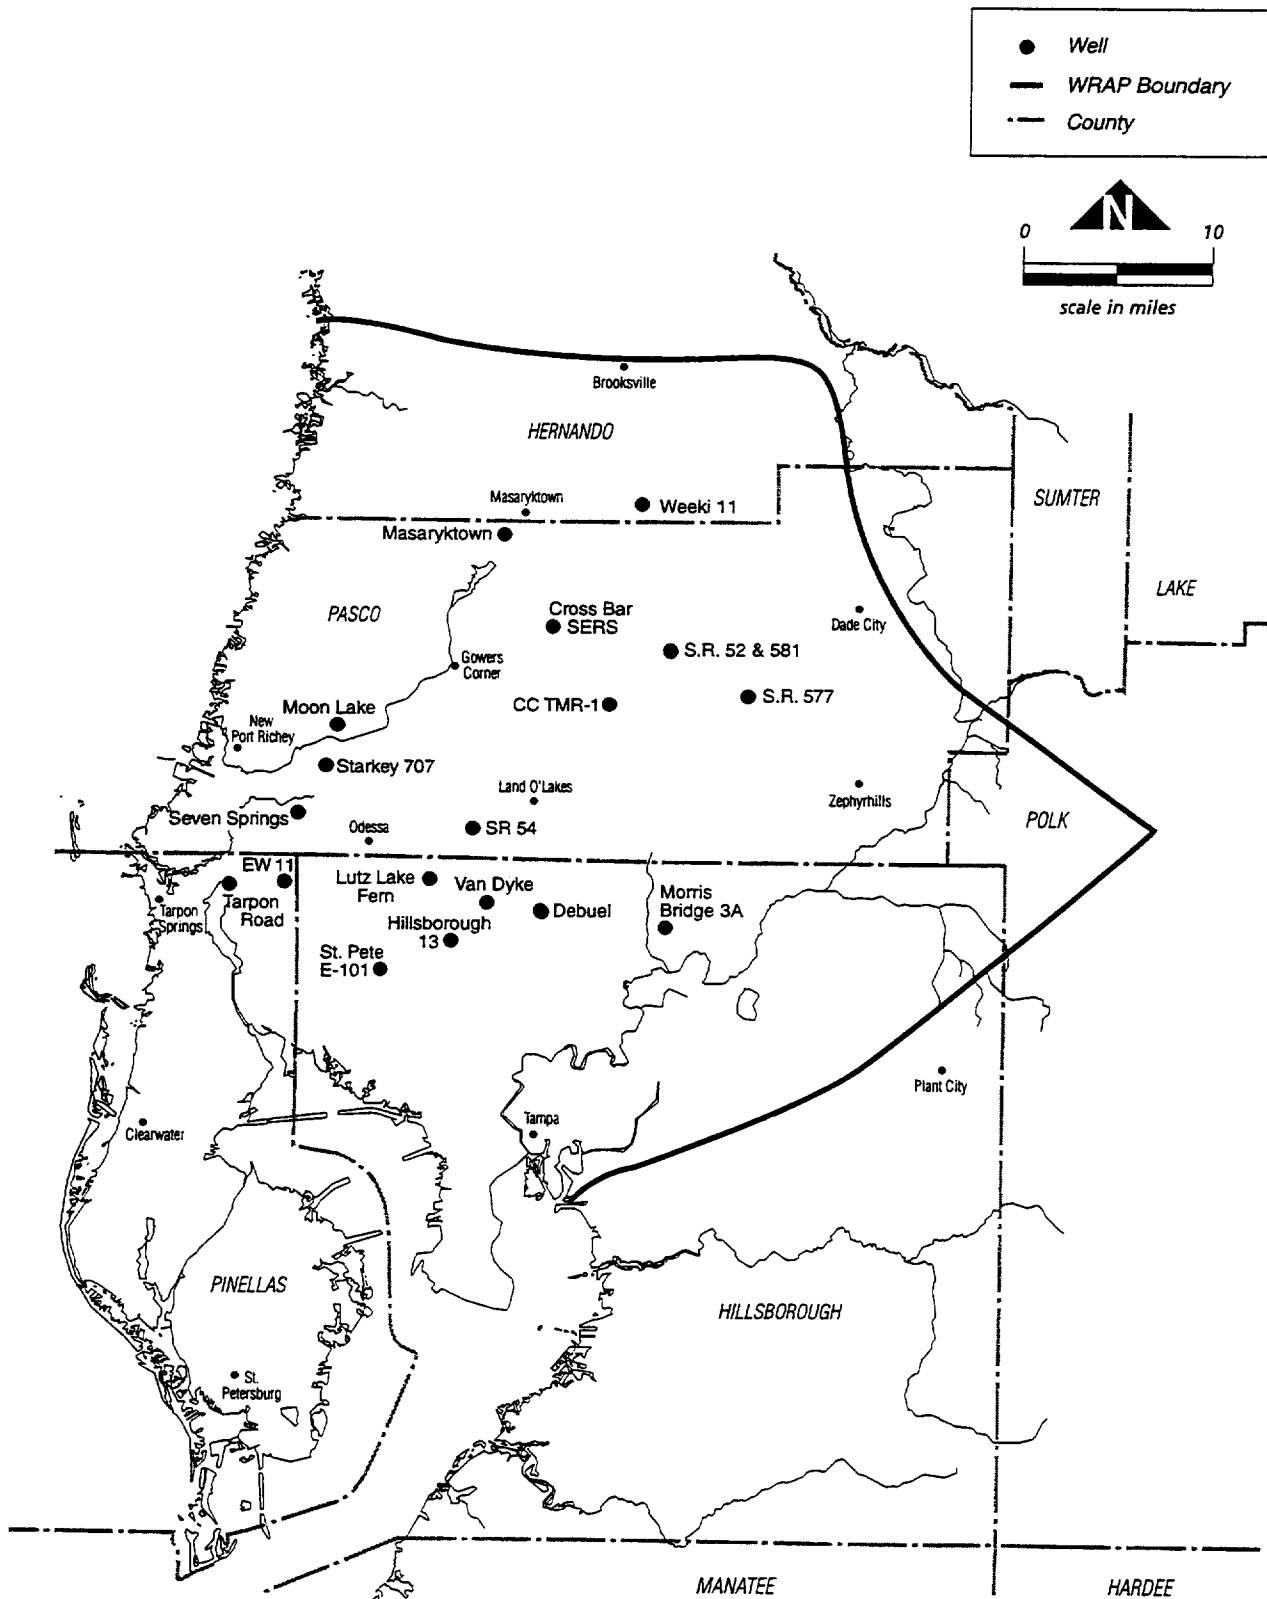 Well
WRAP Boundary
County
N
0 10
scale in miles
Brooksville
HERNANDO
SUMTER
Masaryktown
Weeki 11
Masaryktown
LAKE
PASCO
Cross Bar
SERS
Dade City
S.R. 52 & 581
Gowers
Corner
S.R. 577
CC TMR-1
Moon Lake
New
Port Richey
Starkey 707
Land O'Lakes
Zephyrhills
Seven Springs
SR 54
Odessa
POLK
EW 11
Lutz Lake
Fern
Van Dyke
Morris
Bridge 3A
Tarpon
Road
Tarpon
Springs
Debuel
Hillsborough
13
St. Pete
E-101
Plant City
Tampa
Clearwater
PINELLAS
HILLSBOROUGH
St.
Petersburg
MANATEE
HARDEE